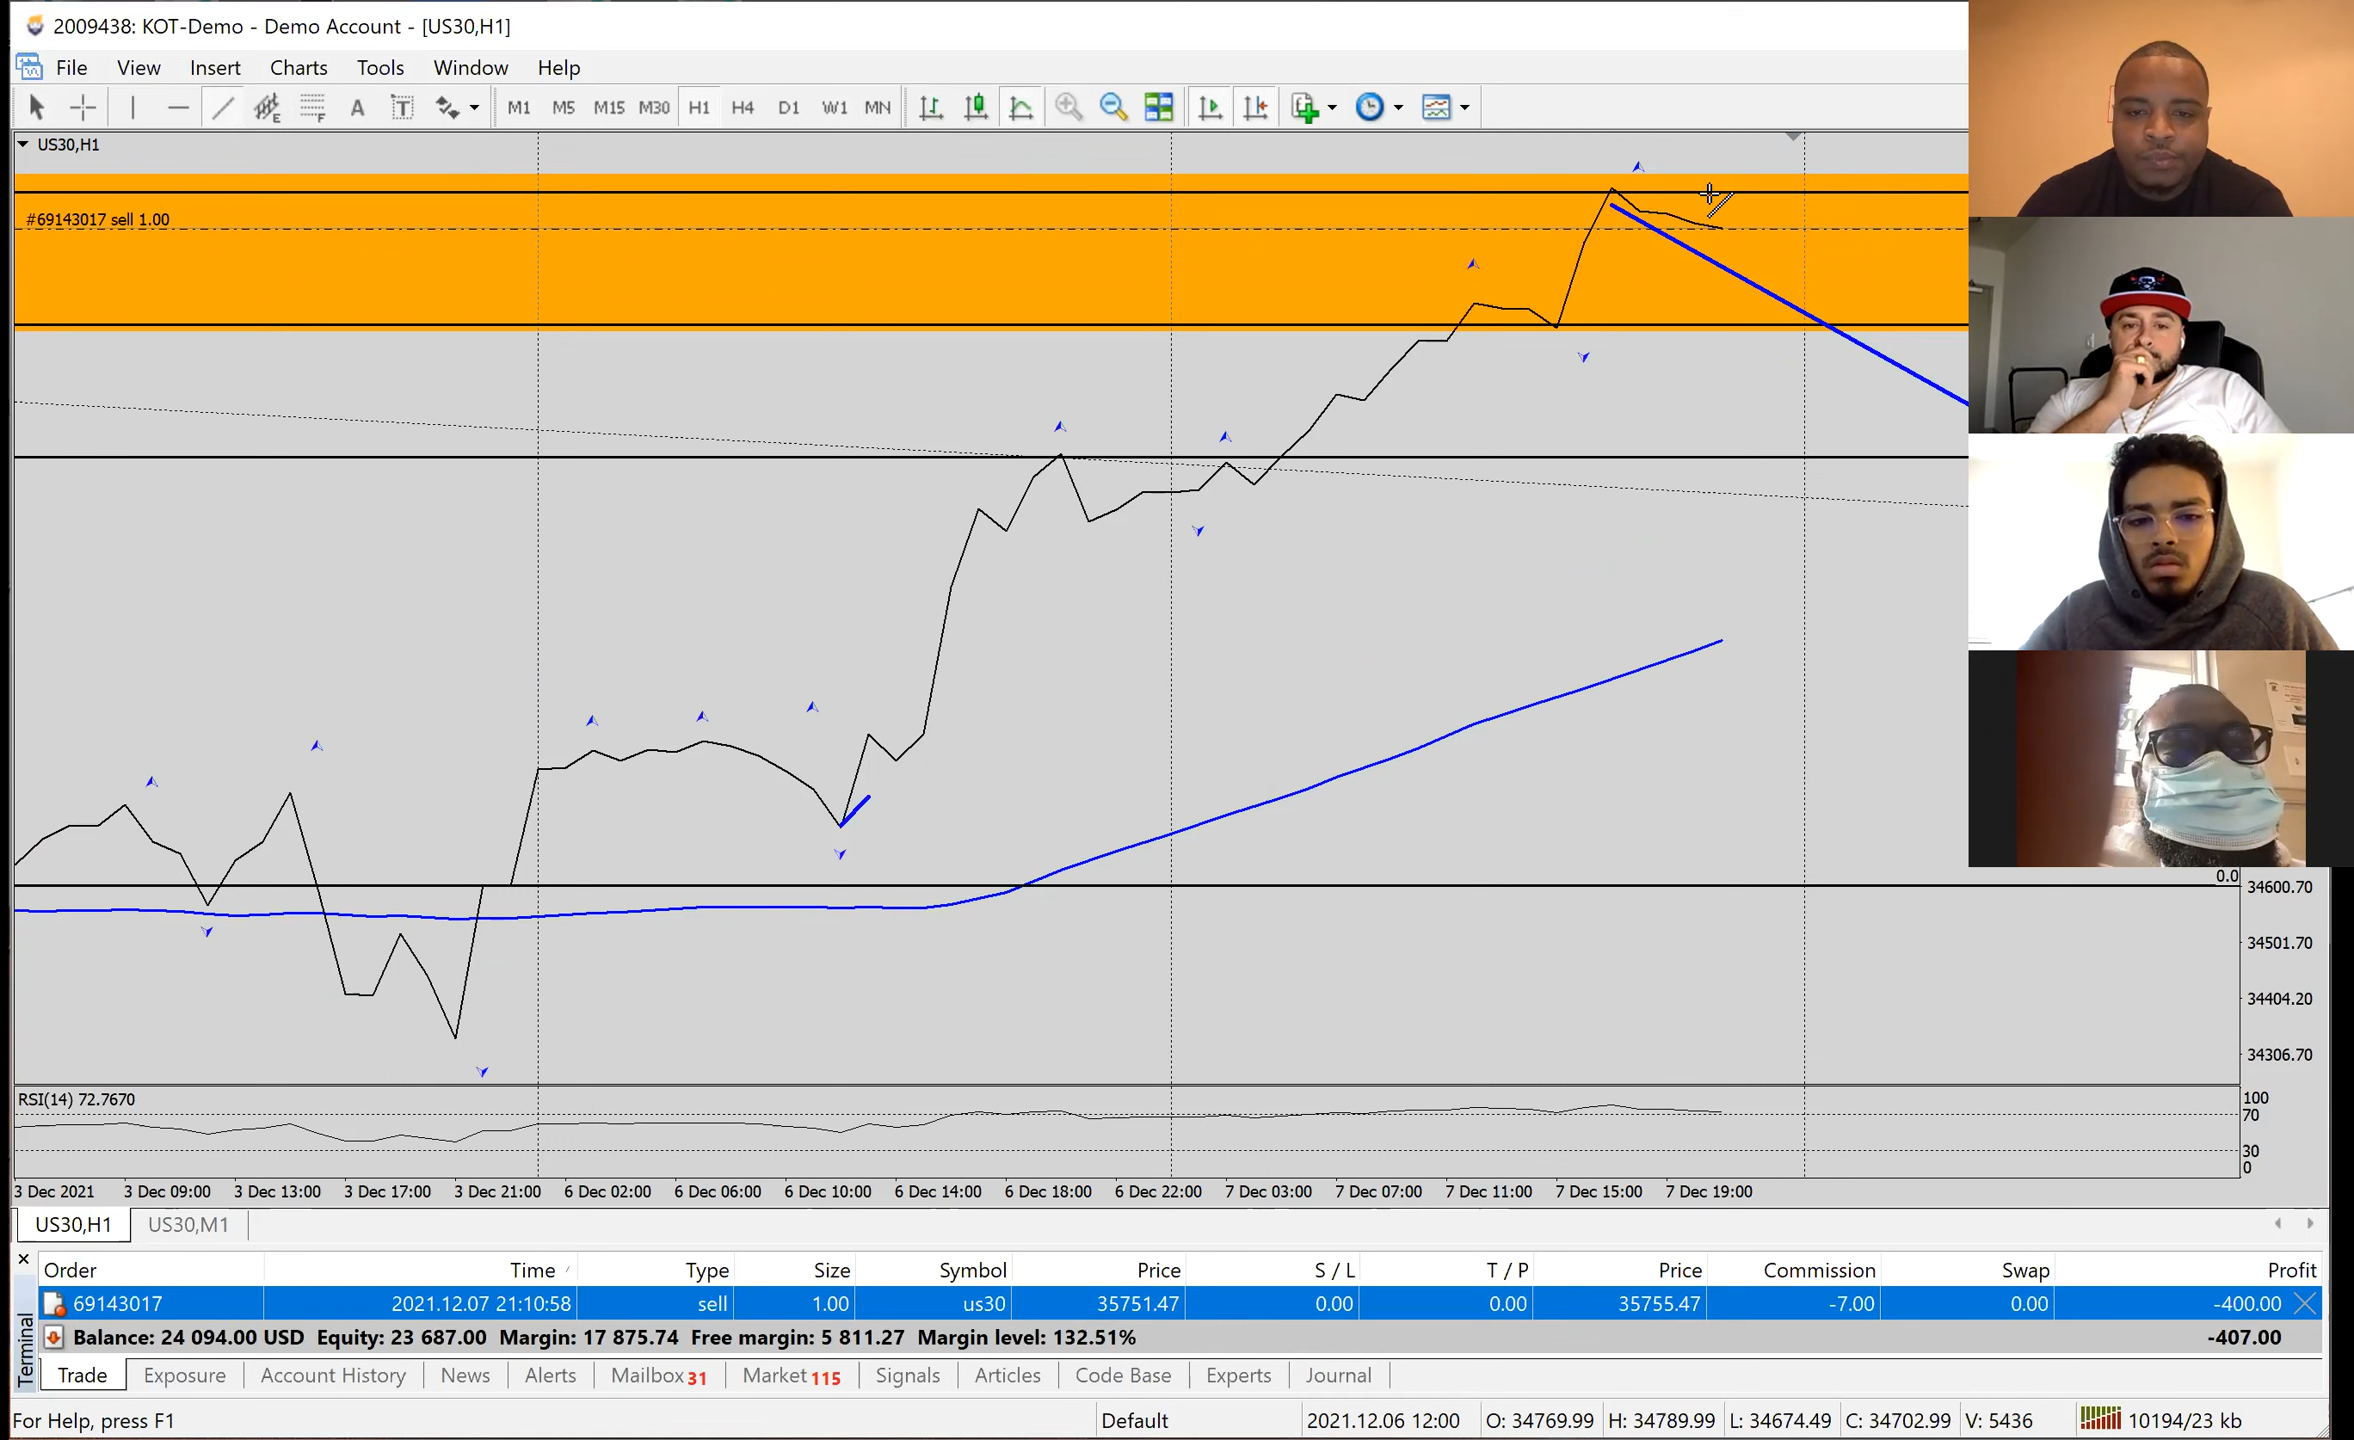 2009438: KOT-Demo - Demo Account - [US30,H1]
File View Insert Charts Tools Window Help
E F A T M1 M5 M15 M30 H1 H4 D1 W1 MN
US30,H1
#69143017 sell 1.00
0.0
34600.70
34501.70
34404.20
34306.70
RSI(14) 72.7670
100
70
30
0
3 Dec 2021 3 Dec 09:00 3 Dec 13:00 3 Dec 17:00 3 Dec 21:00 6 Dec 02:00 6 Dec 06:00 6 Dec 10:00 6 Dec 14:00 6 Dec 18:00 6 Dec 22:00 7 Dec 03:00 7 Dec 07:00 7 Dec 11:00 7 Dec 15:00 7 Dec 19:00
US30,H1 US30,M1
Order Time Type Size Symbol Price S / L T / P Price Commission Swap Profit
69143017 2021.12.07 21:10:58 sell 1.00 us30 35751.47 0.00 0.00 35755.47 -7.00 0.00 -400.00
Balance: 24 094.00 USD Equity: 23 687.00 Margin: 17 875.74 Free margin: 5 811.27 Margin level: 132.51% -407.00
Terminal
Trade Exposure Account History News Alerts Mailbox 31 Market 115 Signals Articles Code Base Experts Journal
For Help, press F1 Default 2021.12.06 12:00 O: 34769.99 H: 34789.99 L: 34674.49 C: 34702.99 V: 5436 10194/23 kb